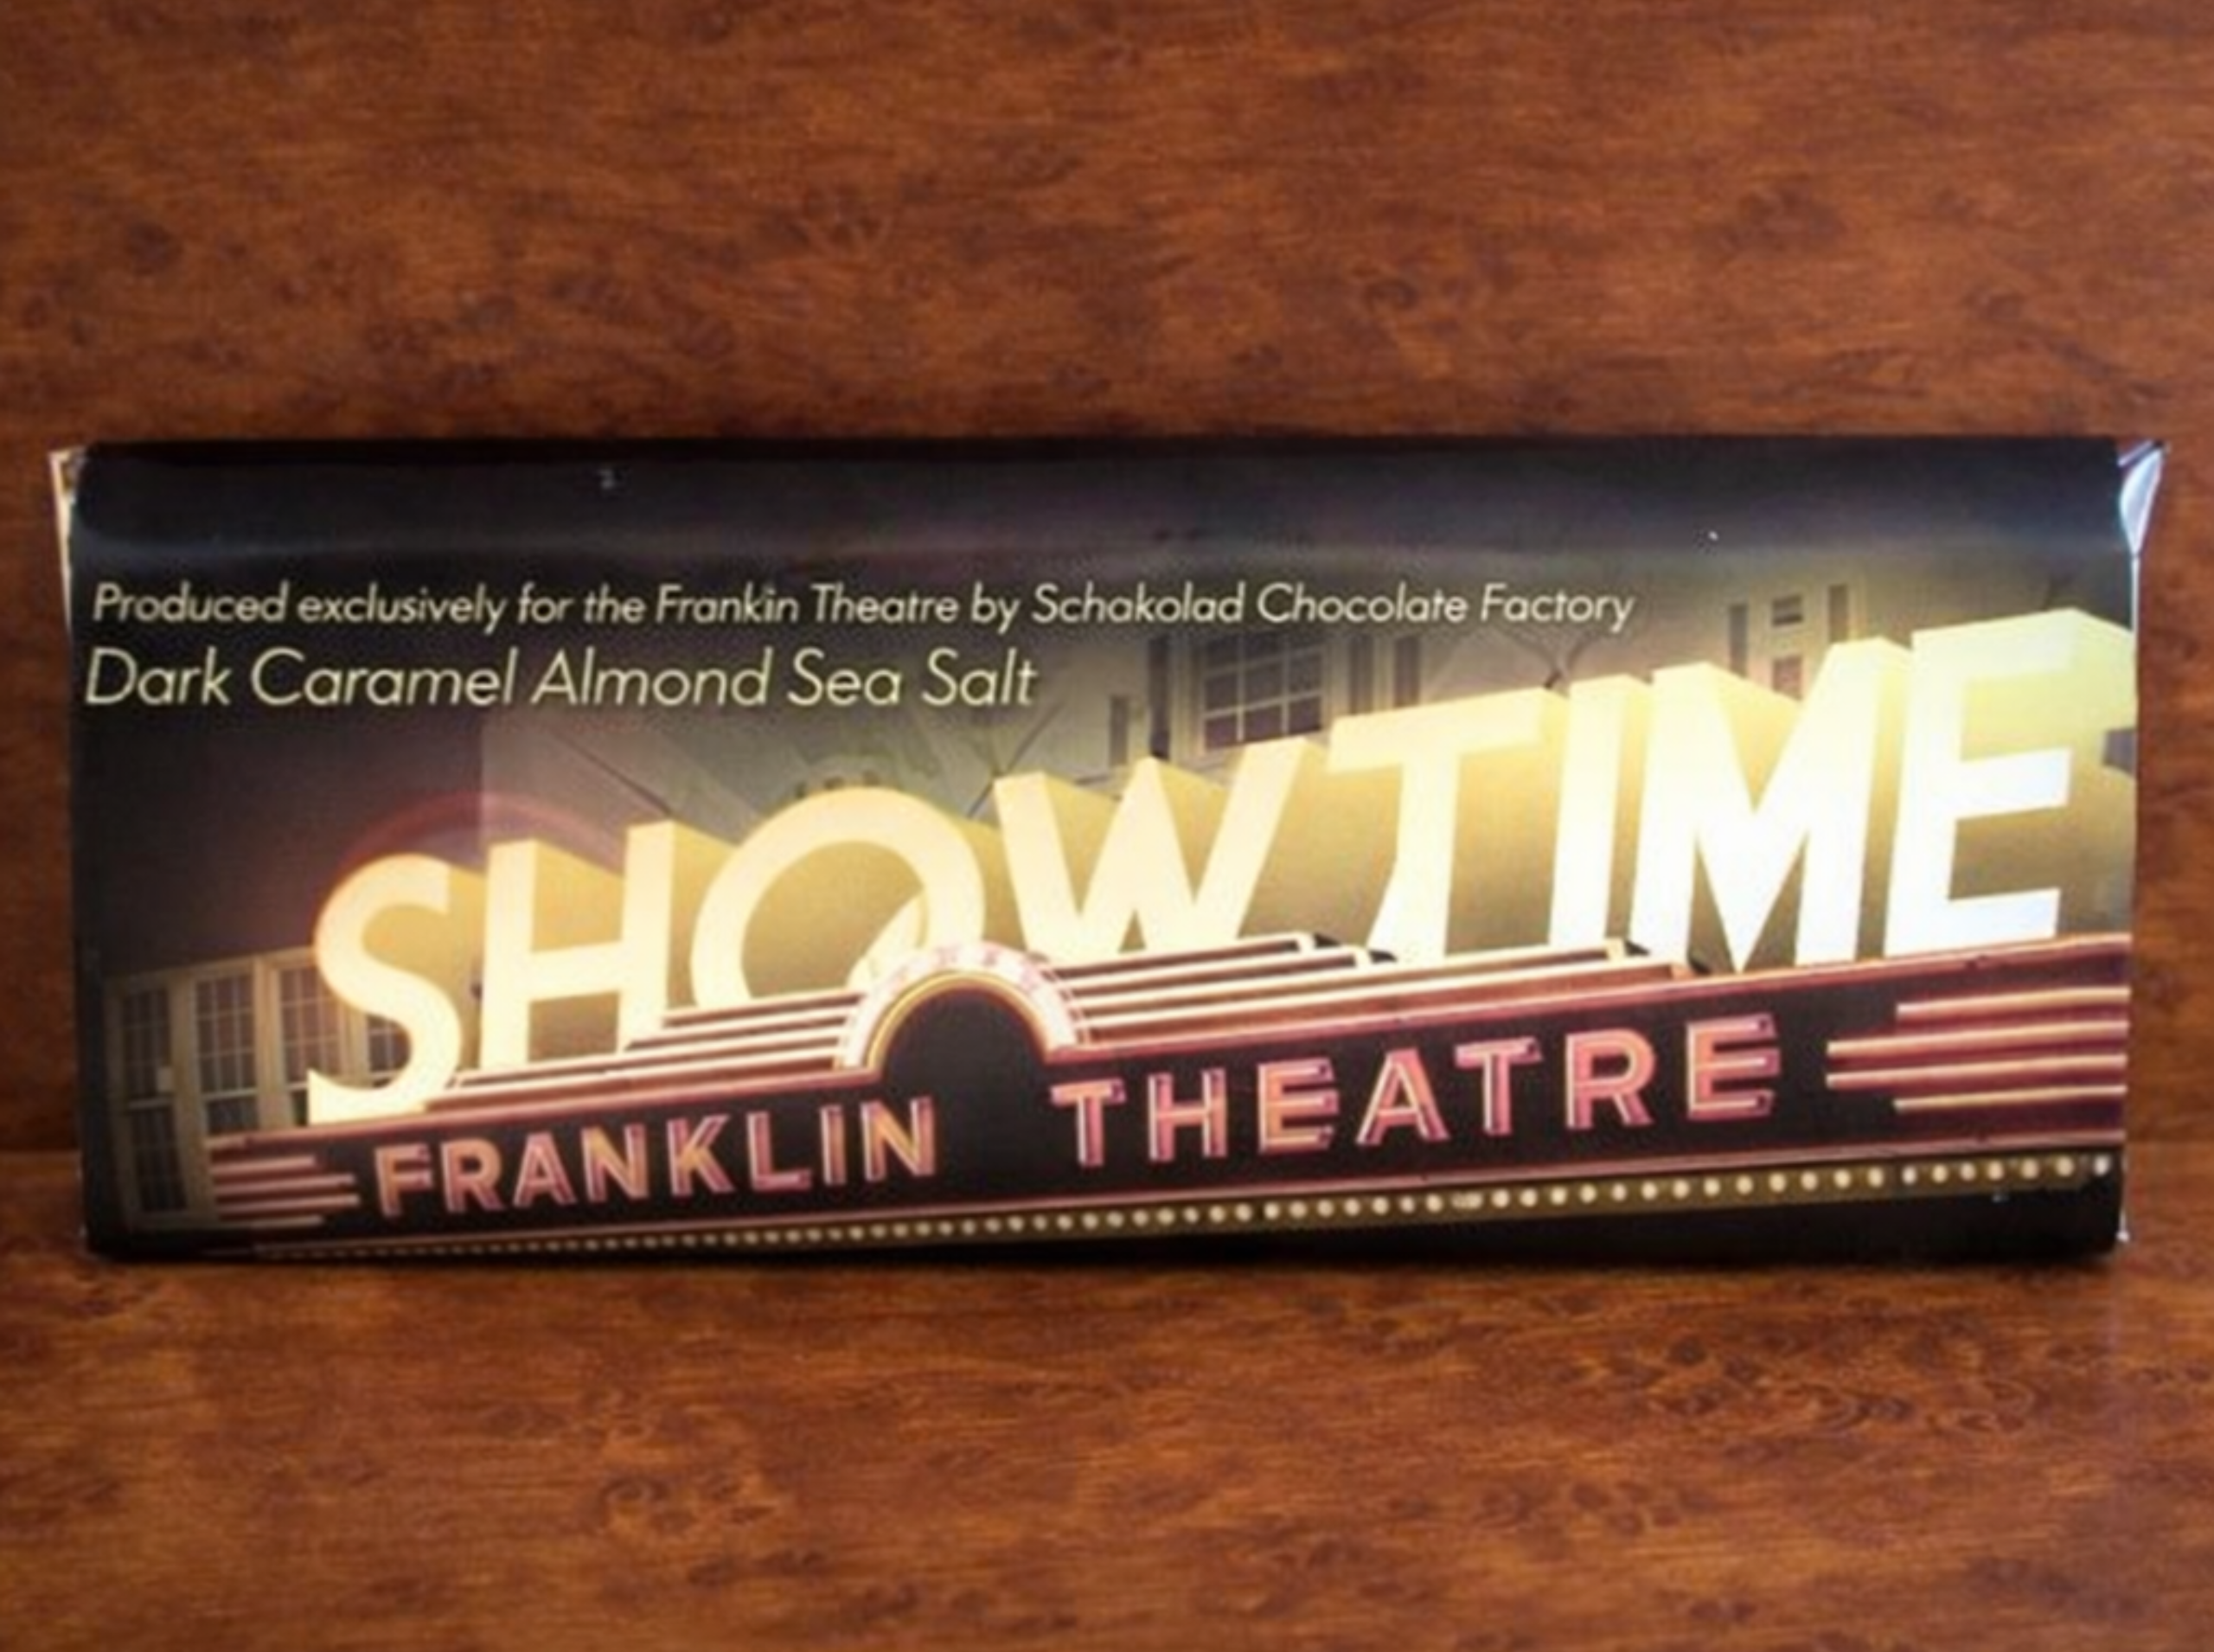 Produced exclusively for the Frankin Theatre by Schakolad Chocolate Factory
Dark Caramel Almond Sea Salt
SHOWTIME
FRANKLIN THEATRE